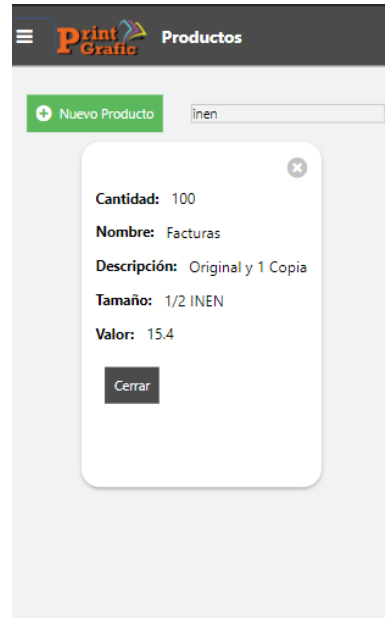 Print
Grafic
Productos
Nuevo Producto
inen
Cantidad: 100
Nombre: Facturas
Descripción: Original y 1 Copia
Tamaño: 1/2 INEN
Valor: 15.4
Cerrar